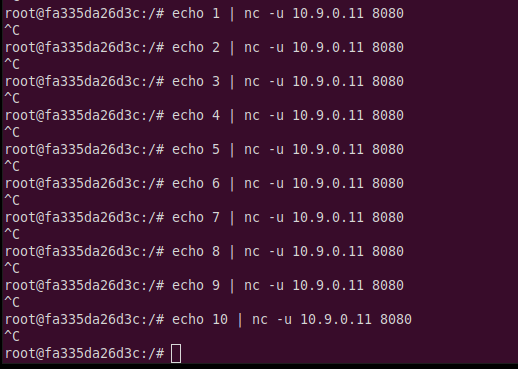 root@fa335da26d3c:/# echo 1 | nc -u 10.9.0.11 8080
^C
root@fa335da26d3c:/# echo 2 | nc -u 10.9.0.11 8080
^C
root@fa335da26d3c:/# echo 3 | nc -u 10.9.0.11 8080
^C
root@fa335da26d3c:/# echo 4 | nc -u 10.9.0.11 8080
^C
root@fa335da26d3c:/# echo 5 | nc -u 10.9.0.11 8080
^C
root@fa335da26d3c:/# echo 6 | nc -u 10.9.0.11 8080
^C
root@fa335da26d3c:/# echo 7 | nc -u 10.9.0.11 8080
^C
root@fa335da26d3c:/# echo 8 | nc -u 10.9.0.11 8080
^C
root@fa335da26d3c:/# echo 9 | nc -u 10.9.0.11 8080
^C
root@fa335da26d3c:/# echo 10 | nc -u 10.9.0.11 8080
^C
root@fa335da26d3c:/#